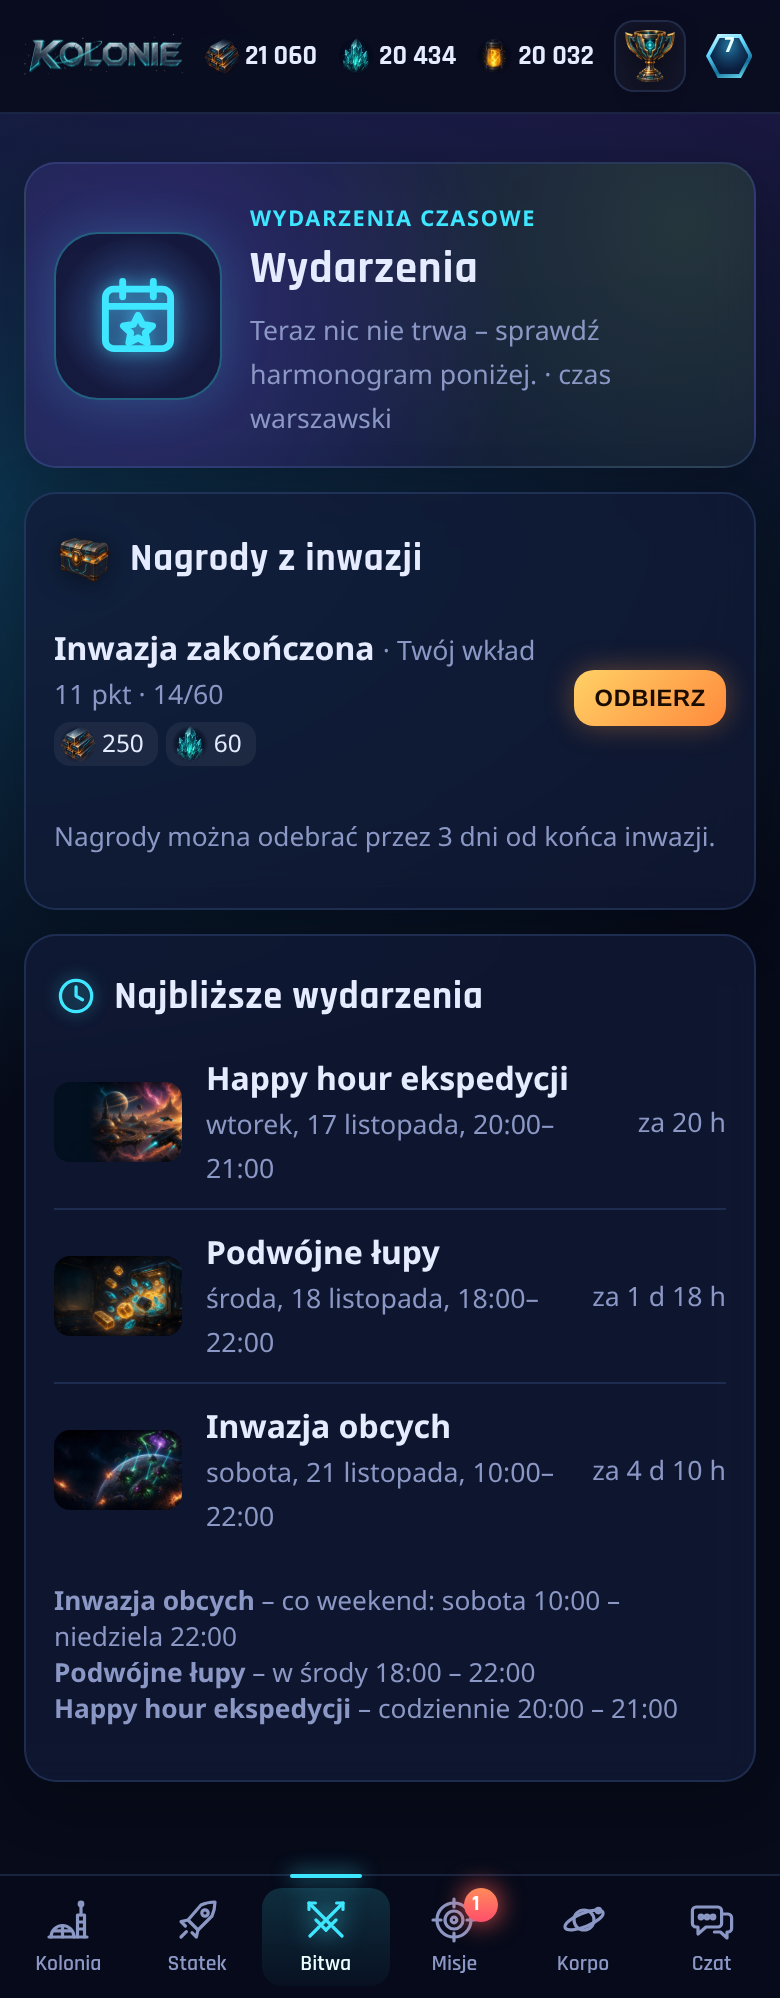 KOLONIE 21 060 20 434 20 032 7
WYDARZENIA CZASOWE
Wydarzenia
Teraz nic nie trwa – sprawdź
harmonogram poniżej. · czas
warszawski
Nagrody z inwazji
Inwazja zakończona · Twój wkład
11 pkt · 14/60
ODBIERZ
250 60
Nagrody można odebrać przez 3 dni od końca inwazji.
Najbliższe wydarzenia
Happy hour ekspedycji
wtorek, 17 listopada, 20:00–
21:00
za 20 h
Podwójne łupy
środa, 18 listopada, 18:00–
22:00
za 1 d 18 h
Inwazja obcych
sobota, 21 listopada, 10:00–
22:00
za 4 d 10 h
Inwazja obcych – co weekend: sobota 10:00 –
niedziela 22:00
Podwójne łupy – w środy 18:00 – 22:00
Happy hour ekspedycji – codziennie 20:00 – 21:00
1
Kolonia Statek Bitwa Misje Korpo Czat